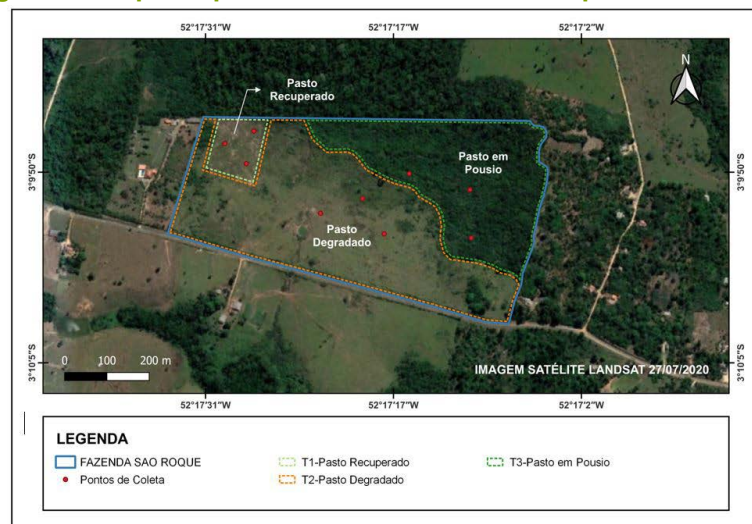 52°17'31"W 52°17'17"W 52°17'2"W
N
Pasto
Recuperado
Pasto em
Pousio
3°9'50"S 3°9'50"S
Pasto
Degradado
0 100 200 m
IMAGEM SATÉLITE LANDSAT 27/07/2020
3°10'5"S 3°10'5"S
52°17'31"W 52°17'17"W 52°17'2"W
LEGENDA
FAZENDA SAO ROQUE T1-Pasto Recuperado T3-Pasto em Pousio
Pontos de Coleta T2-Pasto Degradado